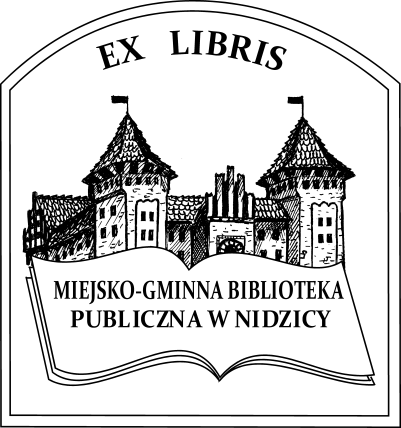 EX LIBRIS
MIEJSKO-GMINNA BIBLIOTEKA
PUBLICZNA W NIDZICY